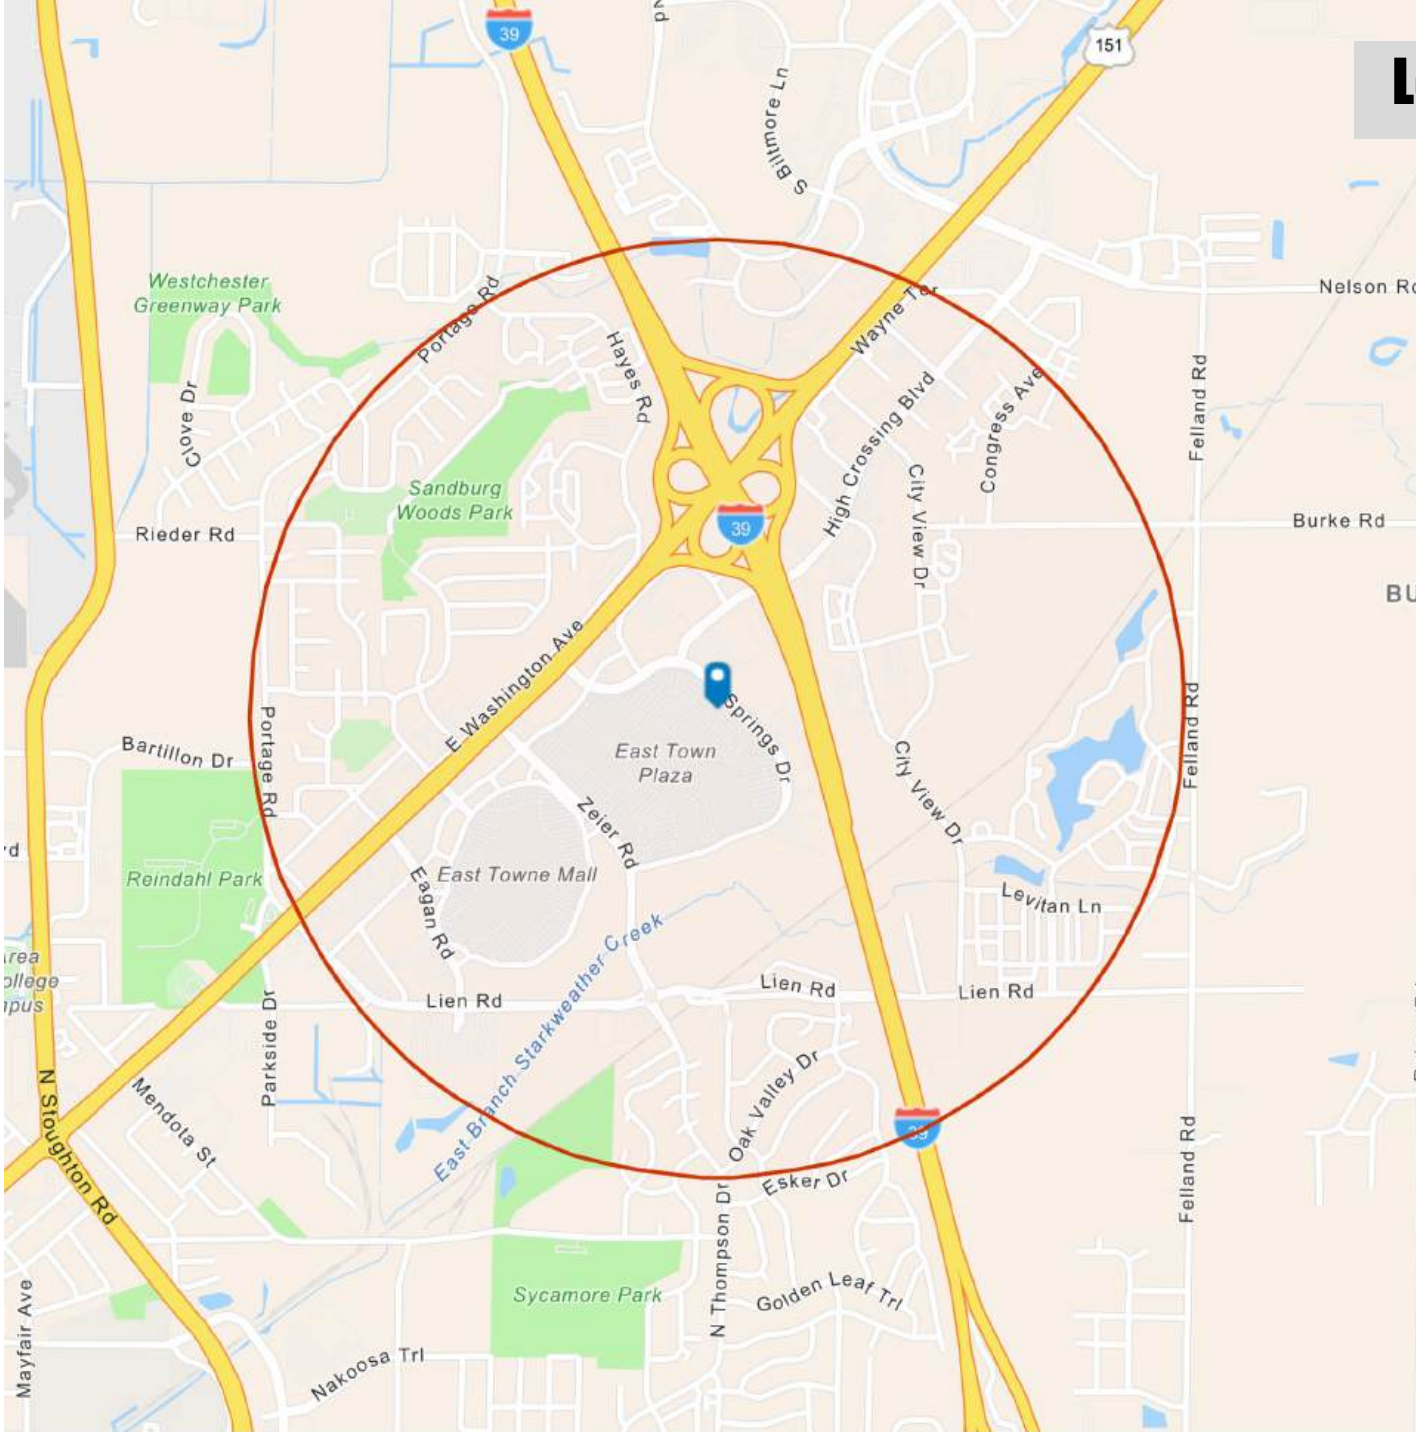 39
151
S Biltmore Ln
Westchester
Greenway Park
Nelson
Portage Rd
Wayne Ter
Hayes Rd
Felland Rd
Clove Dr
High Crossing Blvd
Congress Ave
Sandburg
Woods Park
City View Dr
39
Burke Rd
Rieder Rd
BU
E Washington Ave
Springs Dr
Felland Rd
Portage Rd
Bartillon Dr
East Town
Plaza
City View Dr
Zeier Rd
East Towne Mall
Reindahl Park
Eagan Rd
Levitan Ln
East Branch Starkweather Creek
Lien Rd
Lien Rd
Lien Rd
Parkside Dr
N Stoughton Rd
Mendota St
Oak Valley Dr
39
Esker Dr
Felland Rd
N Thompson Dr
Sycamore Park
Golden Leaf Trl
Mayfair Ave
Nakoosa Trl